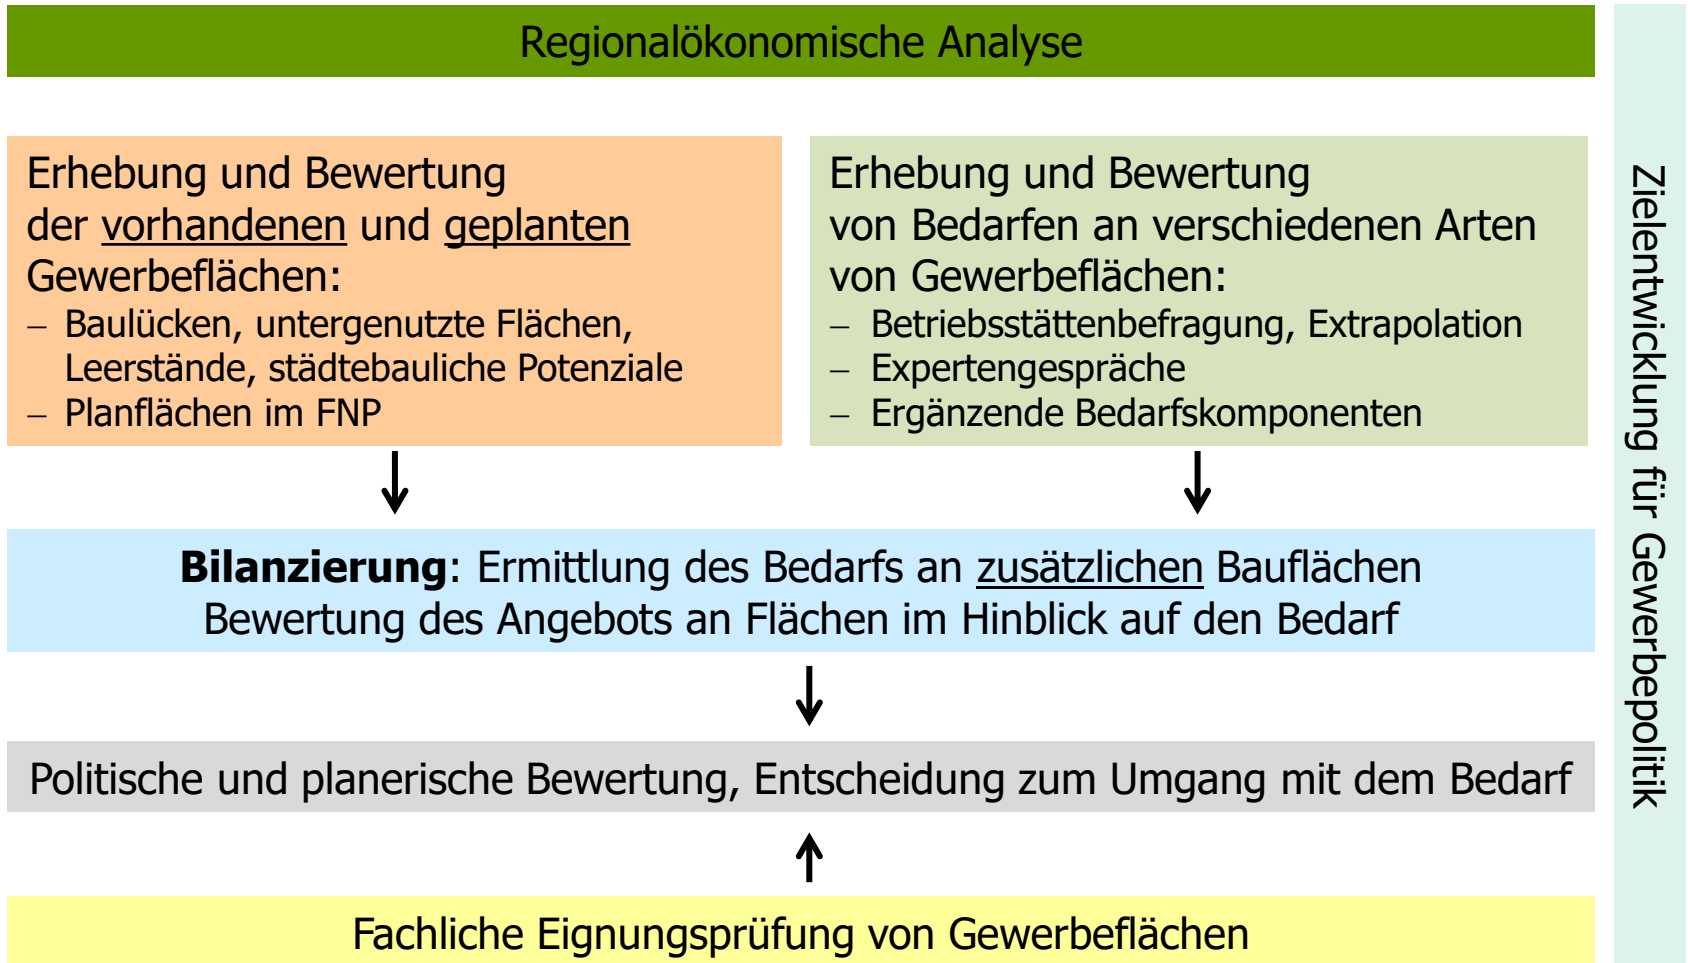 Regionalökonomische Analyse
Erhebung und Bewertung
der vorhandenen und geplanten
Gewerbeflächen:
– Baulücken, untergenutzte Flächen,
Leerstände, städtebauliche Potenziale
– Planflächen im FNP
Erhebung und Bewertung
von Bedarfen an verschiedenen Arten
von Gewerbeflächen:
– Betriebsstättenbefragung, Extrapolation
– Expertengespräche
– Ergänzende Bedarfskomponenten
Bilanzierung: Ermittlung des Bedarfs an zusätzlichen Bauflächen
Bewertung des Angebots an Flächen im Hinblick auf den Bedarf
Politische und planerische Bewertung, Entscheidung zum Umgang mit dem Bedarf
Fachliche Eignungsprüfung von Gewerbeflächen
Zielentwicklung für Gewerbepolitik